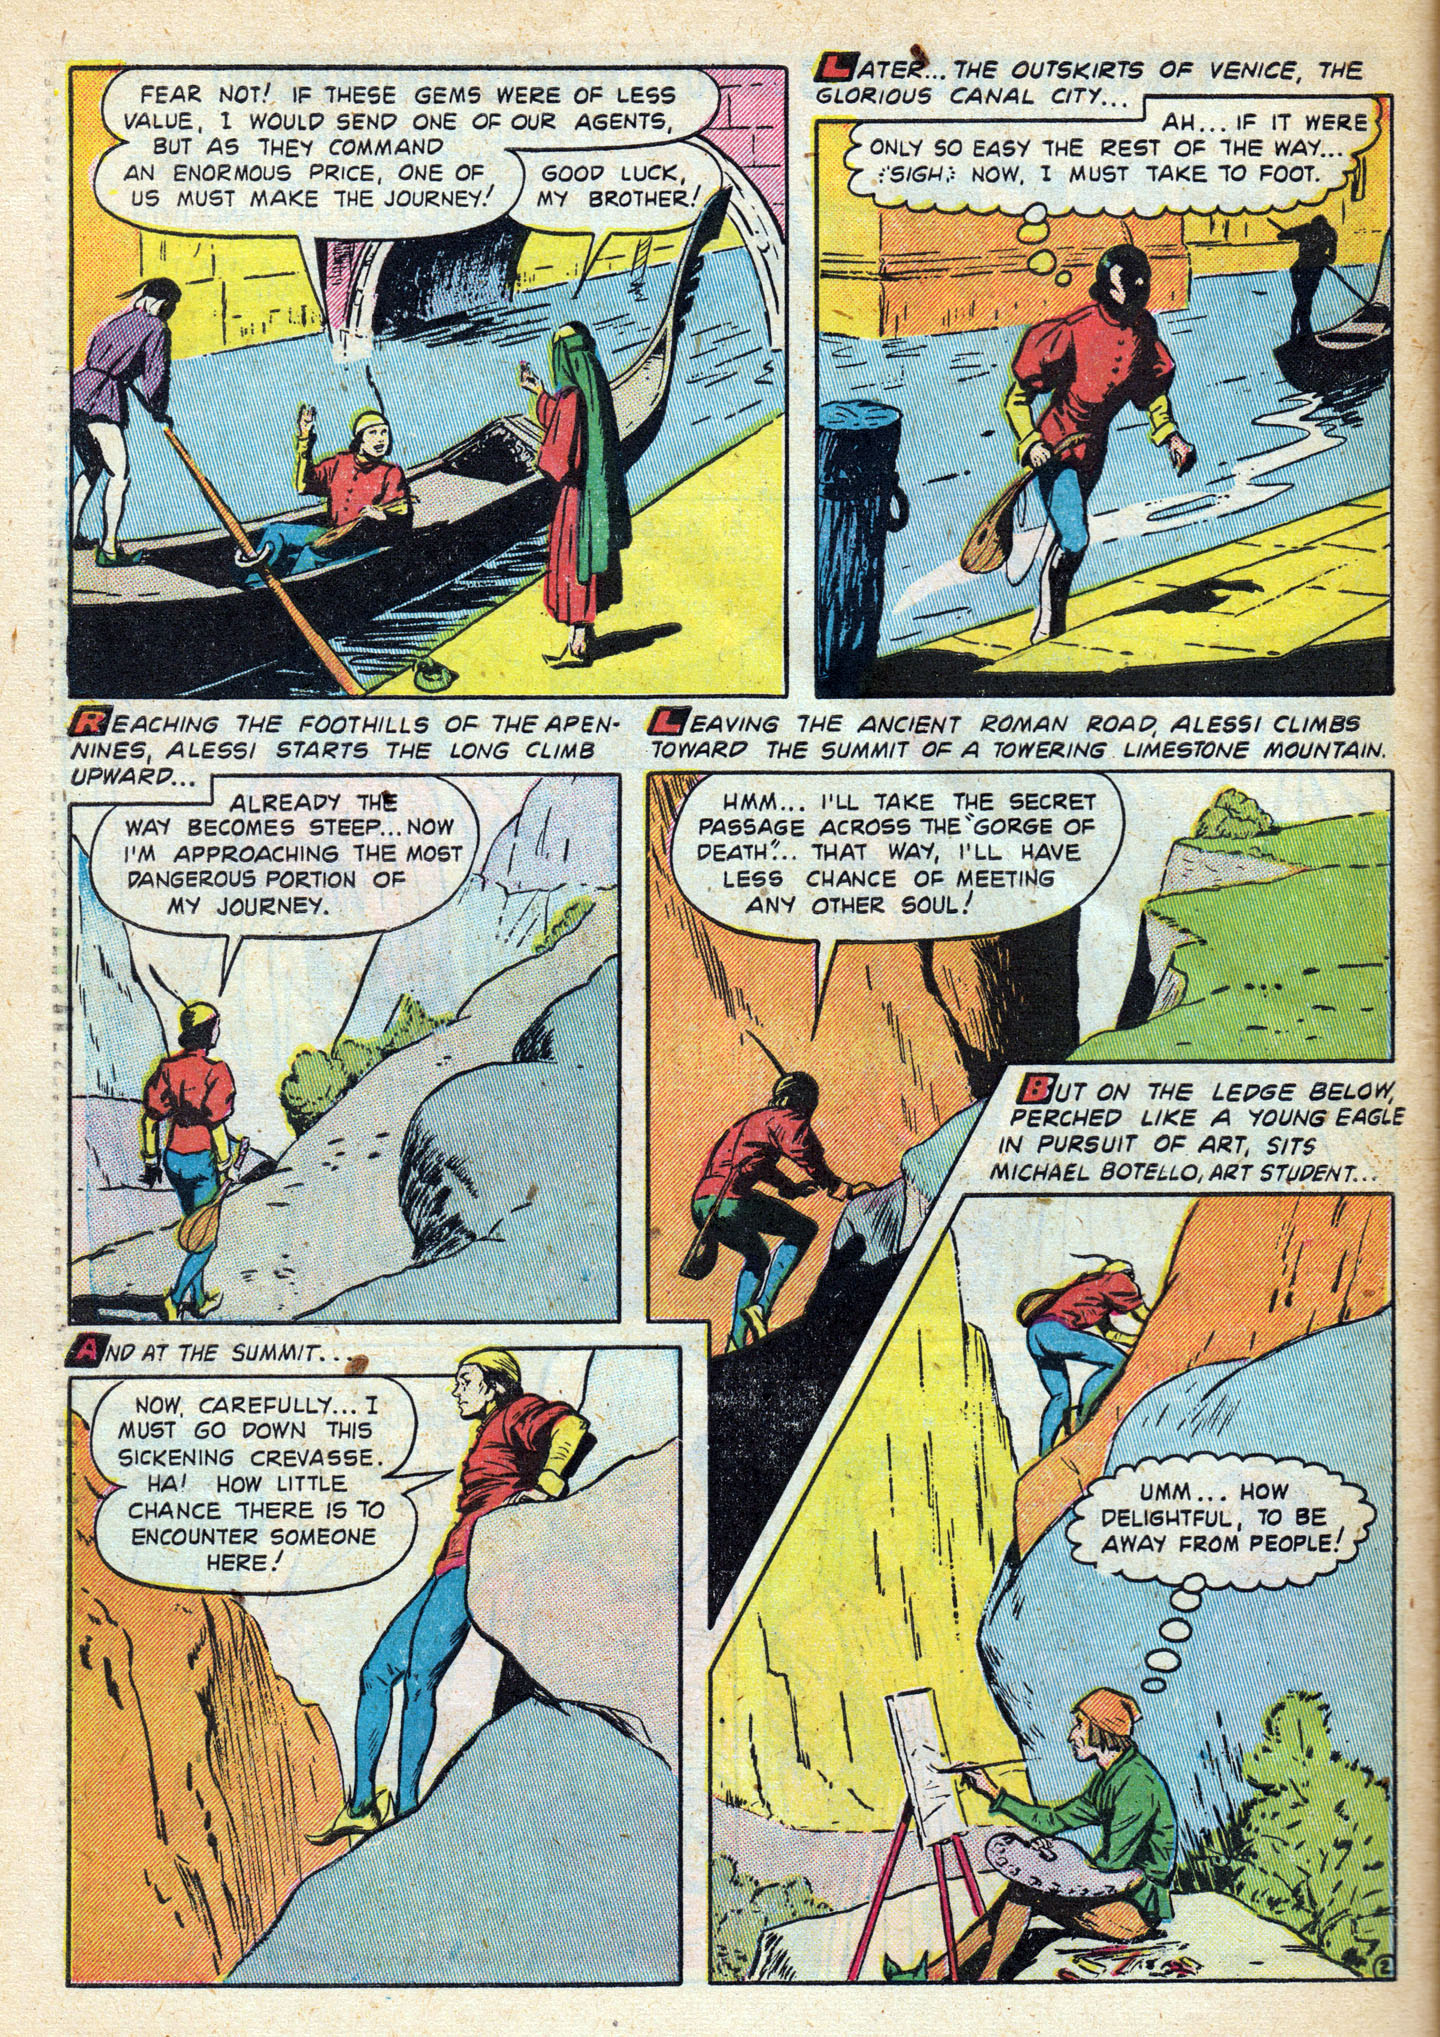 FEAR NOT! IF THESE GEMS WERE OF LESS
VALUE, I WOULD SEND ONE OF OUR AGENTS,
BUT AS THEY COMMAND
AN ENORMOUS PRICE, ONE OF
US MUST MAKE THE JOURNEY!
GOOD LUCK,
MY BROTHER!
LATER... THE OUTSKIRTS OF VENICE, THE
GLORIOUS CANAL CITY...
AH... IF IT WERE
ONLY SO EASY THE REST OF THE WAY...
:SIGH: NOW, I MUST TAKE TO FOOT.
REACHING THE FOOTHILLS OF THE APEN-
NINES, ALESSI STARTS THE LONG CLIMB
UPWARD...
ALREADY THE
WAY BECOMES STEEP... NOW
I'M APPROACHING THE MOST
DANGEROUS PORTION OF
MY JOURNEY.
LEAVING THE ANCIENT ROMAN ROAD, ALESSI CLIMBS
TOWARD THE SUMMIT OF A TOWERING LIMESTONE MOUNTAIN.
HMM... I'LL TAKE THE SECRET
PASSAGE ACROSS THE "GORGE OF
DEATH"... THAT WAY, I'LL HAVE
LESS CHANCE OF MEETING
ANY OTHER SOUL!
BUT ON THE LEDGE BELOW,
PERCHED LIKE A YOUNG EAGLE
IN PURSUIT OF ART, SITS
MICHAEL BOTELLO, ART STUDENT...
AND AT THE SUMMIT...
NOW, CAREFULLY... I
MUST GO DOWN THIS
SICKENING CREVASSE.
HA! HOW LITTLE
CHANCE THERE IS TO
ENCOUNTER SOMEONE
HERE!
UMM... HOW
DELIGHTFUL, TO BE
AWAY FROM PEOPLE!
2